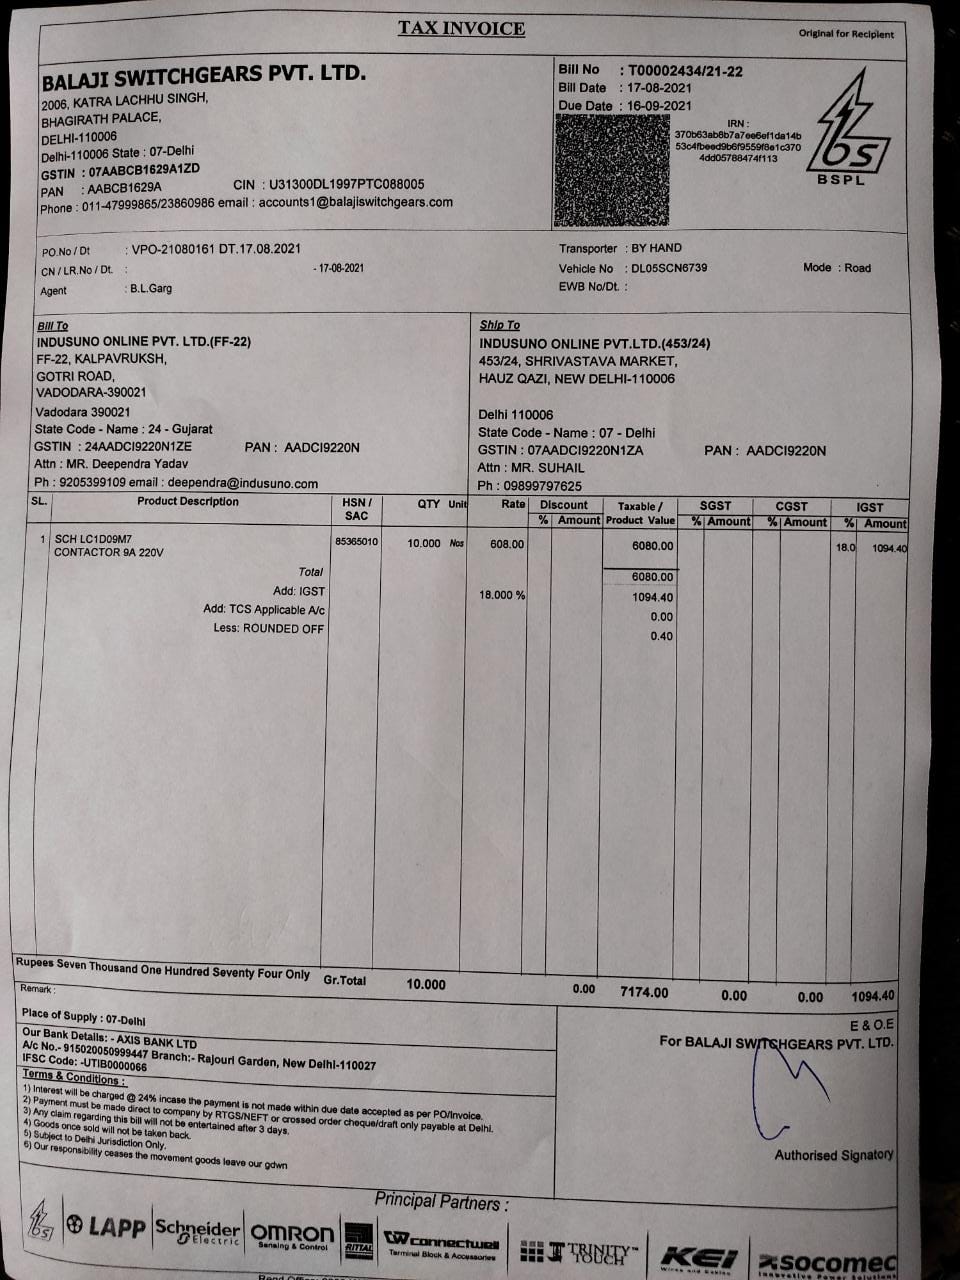 TAX INVOICE
Original for Recipient
BALAJI SWITCHGEARS PVT. LTD.
2006, KATRA LACHHU SINGH,
BHAGIRATH PALACE,
DELHI-110006
Delhi-110006 State : 07-Delhi
GSTIN : 07AABCB1629A1ZD
PAN : AABCB1629A CIN : U31300DL1997PTC088005
Phone : 011-47999865/23860986 email : accounts1@balajiswitchgears.com
Bill No : T00002434/21-22
Bill Date : 17-08-2021
Due Date : 16-09-2021
IRN :
370b63ab8b7a7ee6ef1da14b
53c4fbeed9b6f9559f8e1c370
4dd05788474f113
bs
BSPL
PO.No / Dt : VPO-21080161 DT.17.08.2021
CN / LR.No / Dt. : - 17-08-2021
Agent : B.L.Garg
Transporter : BY HAND
Vehicle No : DL05SCN6739 Mode : Road
EWB No/Dt. :
Bill To
INDUSUNO ONLINE PVT. LTD.(FF-22)
FF-22, KALPAVRUKSH,
GOTRI ROAD,
VADODARA-390021
Vadodara 390021
State Code - Name : 24 - Gujarat
GSTIN : 24AADCI9220N1ZE PAN : AADCI9220N
Attn : MR. Deependra Yadav
Ph : 9205399109 email : deependra@indusuno.com
Ship To
INDUSUNO ONLINE PVT.LTD.(453/24)
453/24, SHRIVASTAVA MARKET,
HAUZ QAZI, NEW DELHI-110006
Delhi 110006
State Code - Name : 07 - Delhi
GSTIN : 07AADCI9220N1ZA PAN : AADCI9220N
Attn : MR. SUHAIL
Ph : 09899797625
SL. Product Description HSN / SAC QTY Unit Rate Discount Taxable / Product Value SGST CGST IGST
% Amount % Amount % Amount % Amount
1 SCH LC1D09M7 85365010 10.000 Nos 608.00 6080.00 18.0 1094.40
CONTACTOR 9A 220V
Total 6080.00
Add: IGST 18.000 % 1094.40
Add: TCS Applicable A/c 0.00
Less: ROUNDED OFF 0.40
Rupees Seven Thousand One Hundred Seventy Four Only Gr.Total 10.000 0.00 7174.00 0.00 0.00 1094.40
Remark :
Place of Supply : 07-Delhi
Our Bank Details: - AXIS BANK LTD
A/c No.- 915020050999447 Branch:- Rajouri Garden, New Delhi-110027
IFSC Code: -UTIB0000066
Terms & Conditions :
1) Interest will be charged @ 24% incase the payment is not made within due date accepted as per PO/Invoice.
2) Payment must be made direct to company by RTGS/NEFT or crossed order cheque/draft only payable at Delhi.
3) Any claim regarding this bill will not be entertained after 3 days.
4) Goods once sold will not be taken back.
5) Subject to Delhi Jurisdiction Only.
6) Our responsibility ceases the movement goods leave our gdwn
E & O.E
For BALAJI SWITCHGEARS PVT. LTD.
Authorised Signatory
Principal Partners :
bs LAPP Schneider Electric OMRON Sensing & Control RITTAL connectwell Terminal Block & Accessories TRINITY TOUCH KEI Wires and Cables socomec Innovative Power Solutions